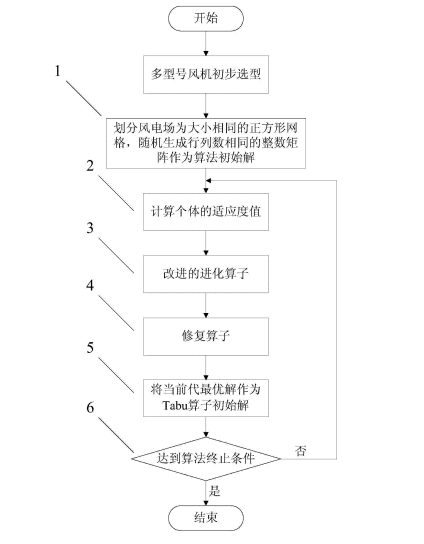 开始
多型号风机初步选型
1
划分风电场为大小相同的正方形网
格，随机生成行列数相同的整数矩
阵作为算法初始解
2
计算个体的适应度值
3
改进的进化算子
4
修复算子
5
将当前代最优解作为
Tabu算子初始解
6
达到算法终止条件
否
是
结束